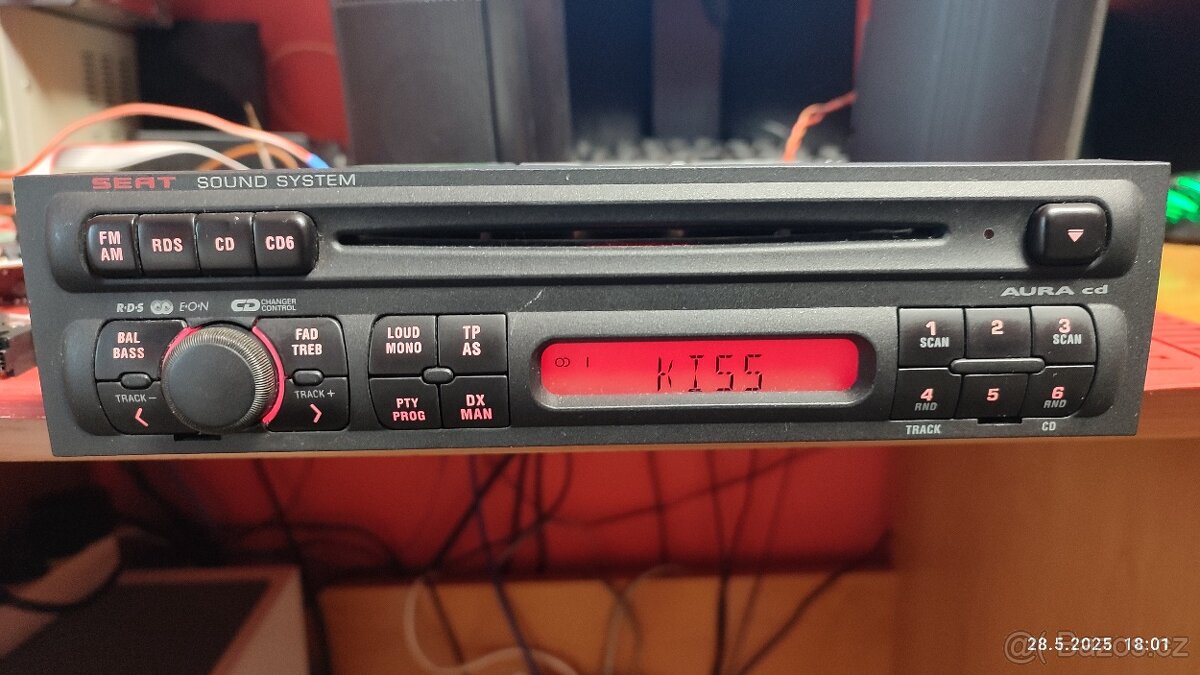 SEAT SOUND SYSTEM
FM
AM
RDS
CD
CD6
R·D·S EON CD CHANGER
CONTROL
AURA cd
BAL
BASS
FAD
TREB
LOUD
MONO
TP
AS
TRACK−
<
TRACK+
>
PTY
PROG
DX
MAN
I KISS
1
SCAN
2
3
SCAN
4
RND
5
6
RND
TRACK
CD
28.5.2025 18:01
Bazos.cz